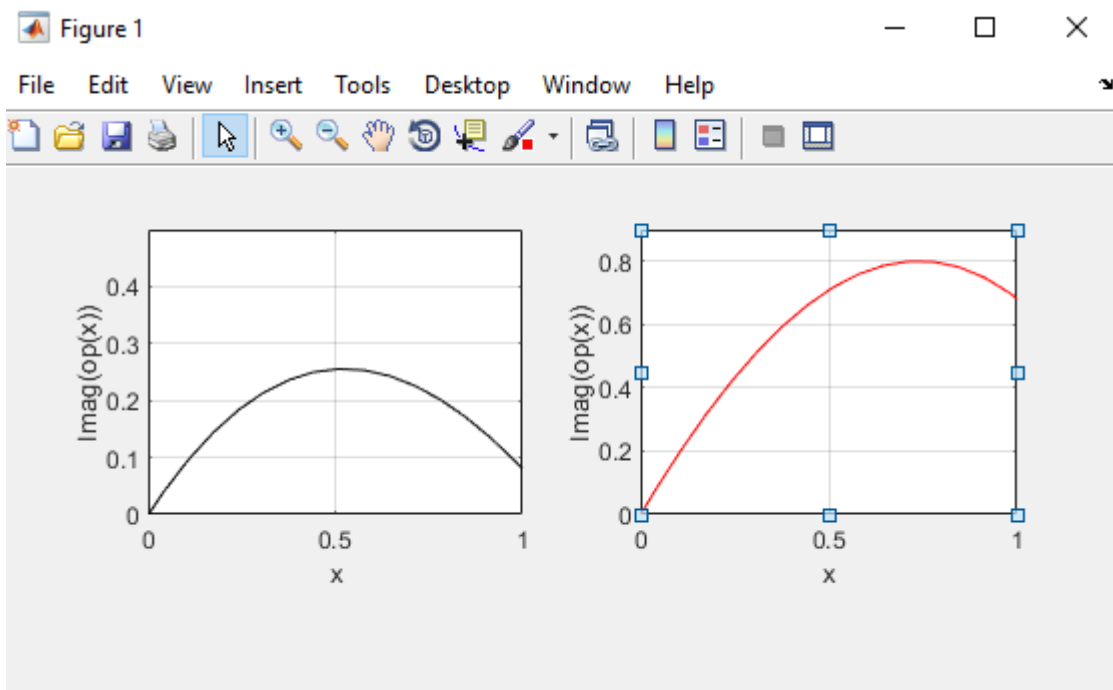 Figure 1
File Edit View Insert Tools Desktop Window Help
0.4
0.3
0.2
0.1
0
Imag(op(x))
0 0.5 1
x
0.8
0.6
0.4
0.2
0
Imag(op(x))
0 0.5 1
x